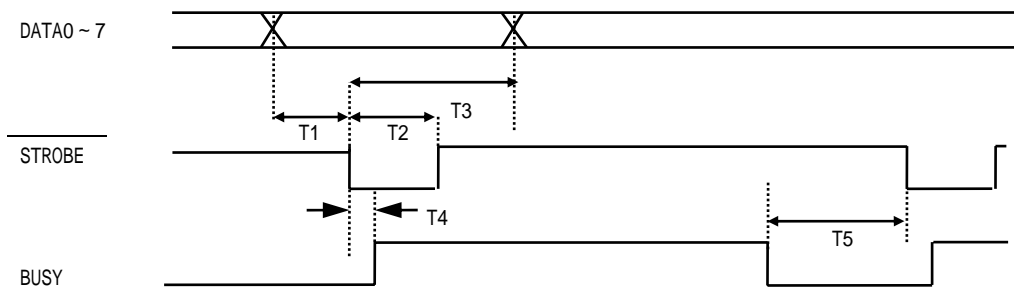 DATA0 ~ 7
T3
T1 T2
STROBE
T4
T5
BUSY